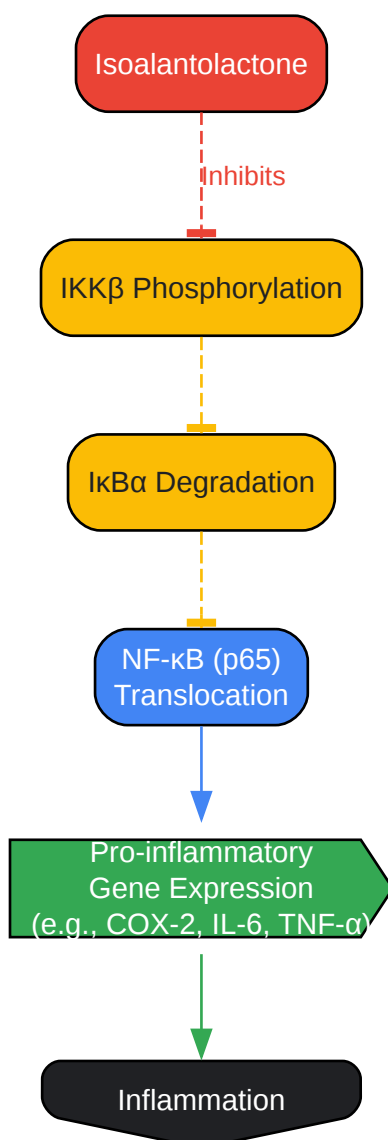 Isoalantolactone
Inhibits
IKKβ Phosphorylation
IκBα Degradation
NF-κB (p65)
Translocation
Pro-inflammatory
Gene Expression
(e.g., COX-2, IL-6, TNF-α)
Inflammation